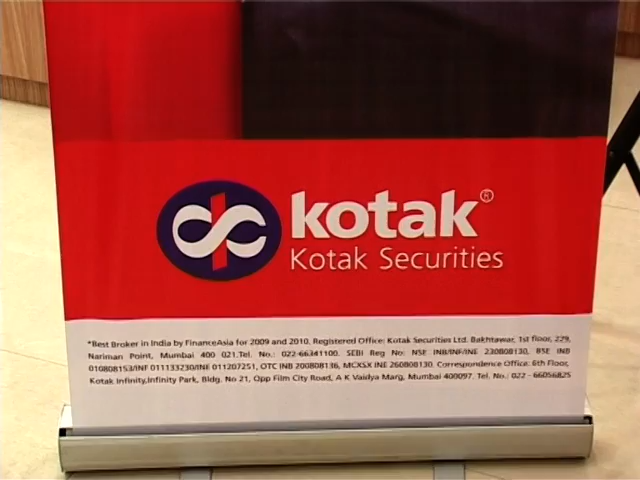 kotak®
Kotak Securities
*Best Broker in India by FinanceAsia for 2009 and 2010. Registered Office: Kotak Securities Ltd. Bakhtawar, 1st floor, 229,
Nariman Point, Mumbai 400 021.Tel. No.: 022-66341100. SEBI Reg No: NSE INB/INF/INE 230808130, BSE INB
010808153/INF 011133230/INE 011207251, OTC INB 200808136, MCXSX INE 260808130. Correspondence Office: 6th Floor,
Kotak Infinity,Infinity Park, Bldg. No 21, Opp Film City Road, A K Vaidya Marg, Mumbai 400097. Tel. No.: 022 - 66056825